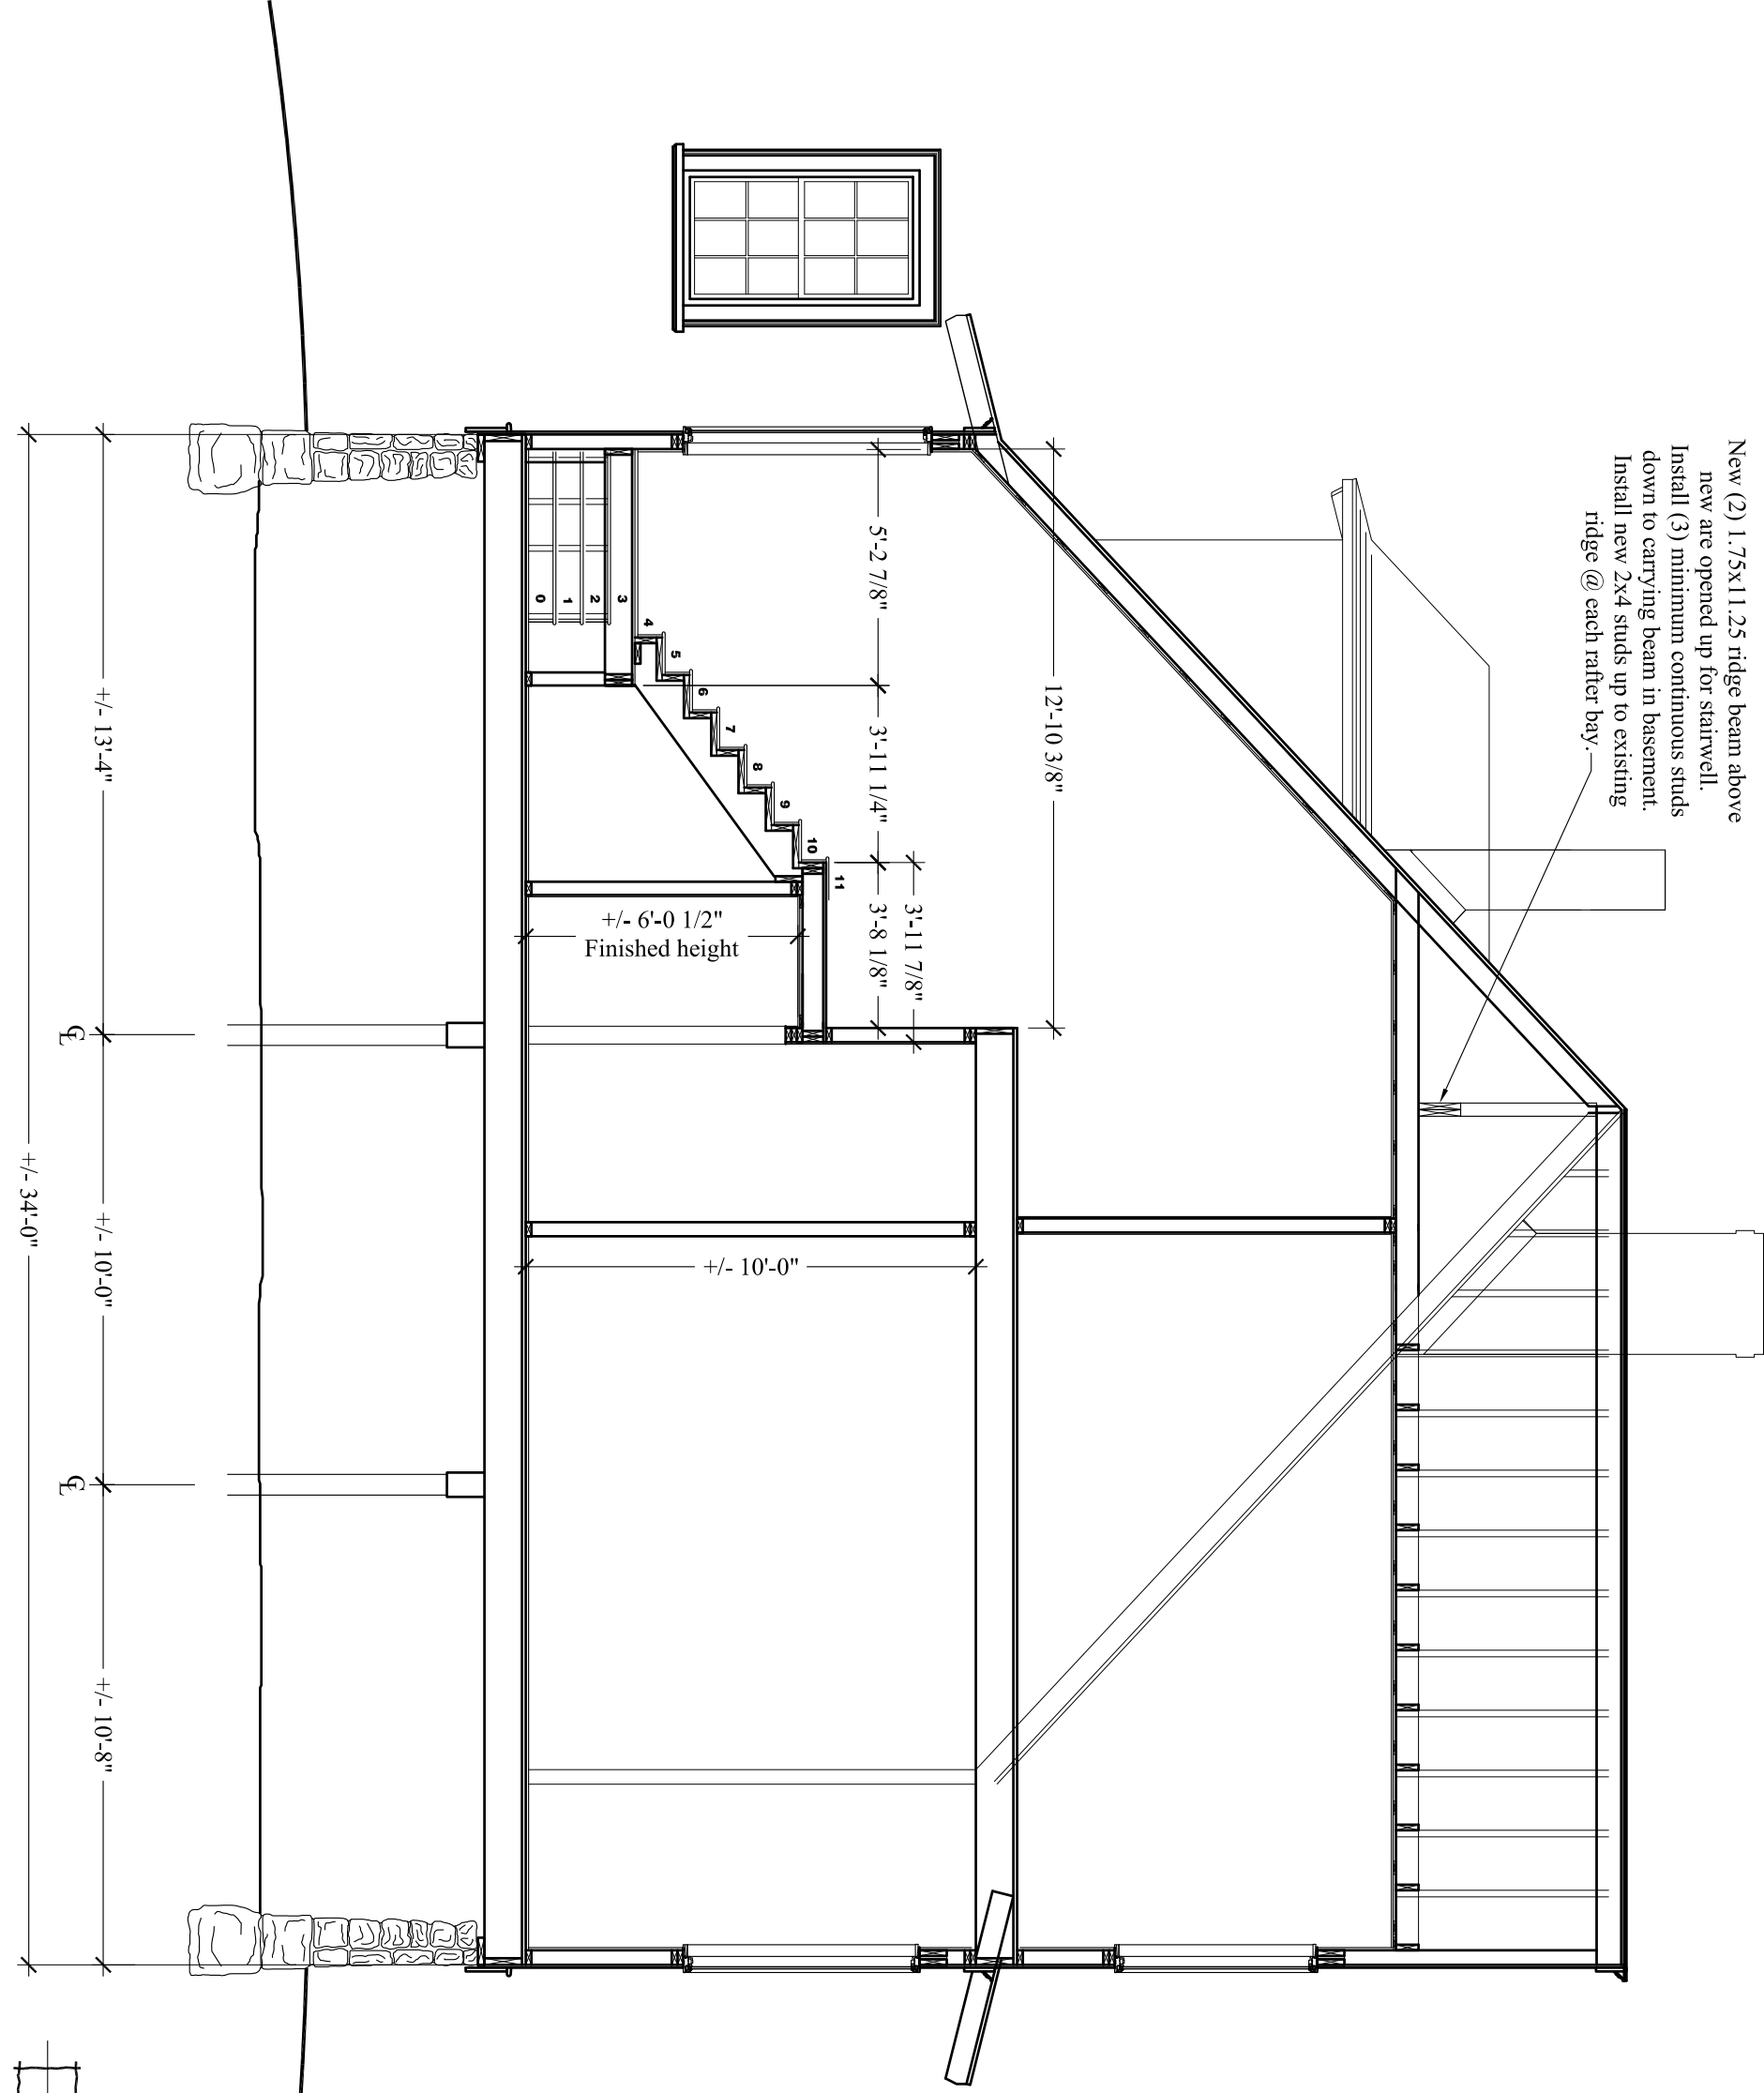 New (2) 1.75x11.25 ridge beam above
new are opened up for stairwell.
Install (3) minimum continuous studs
down to carrying beam in basement.
Install new 2x4 studs up to existing
ridge @ each rafter bay.
12'-10 3/8"
3'-11 7/8"
5'-2 7/8"
3'-11 1/4"
3'-8 1/8"
11
10
9
8
7
6
5
4
3
2
1
0
+/- 6'-0 1/2"
Finished height
+/- 10'-0"
+/- 13'-4"
+/- 10'-0"
+/- 10'-8"
CL
CL
+/- 34'-0"